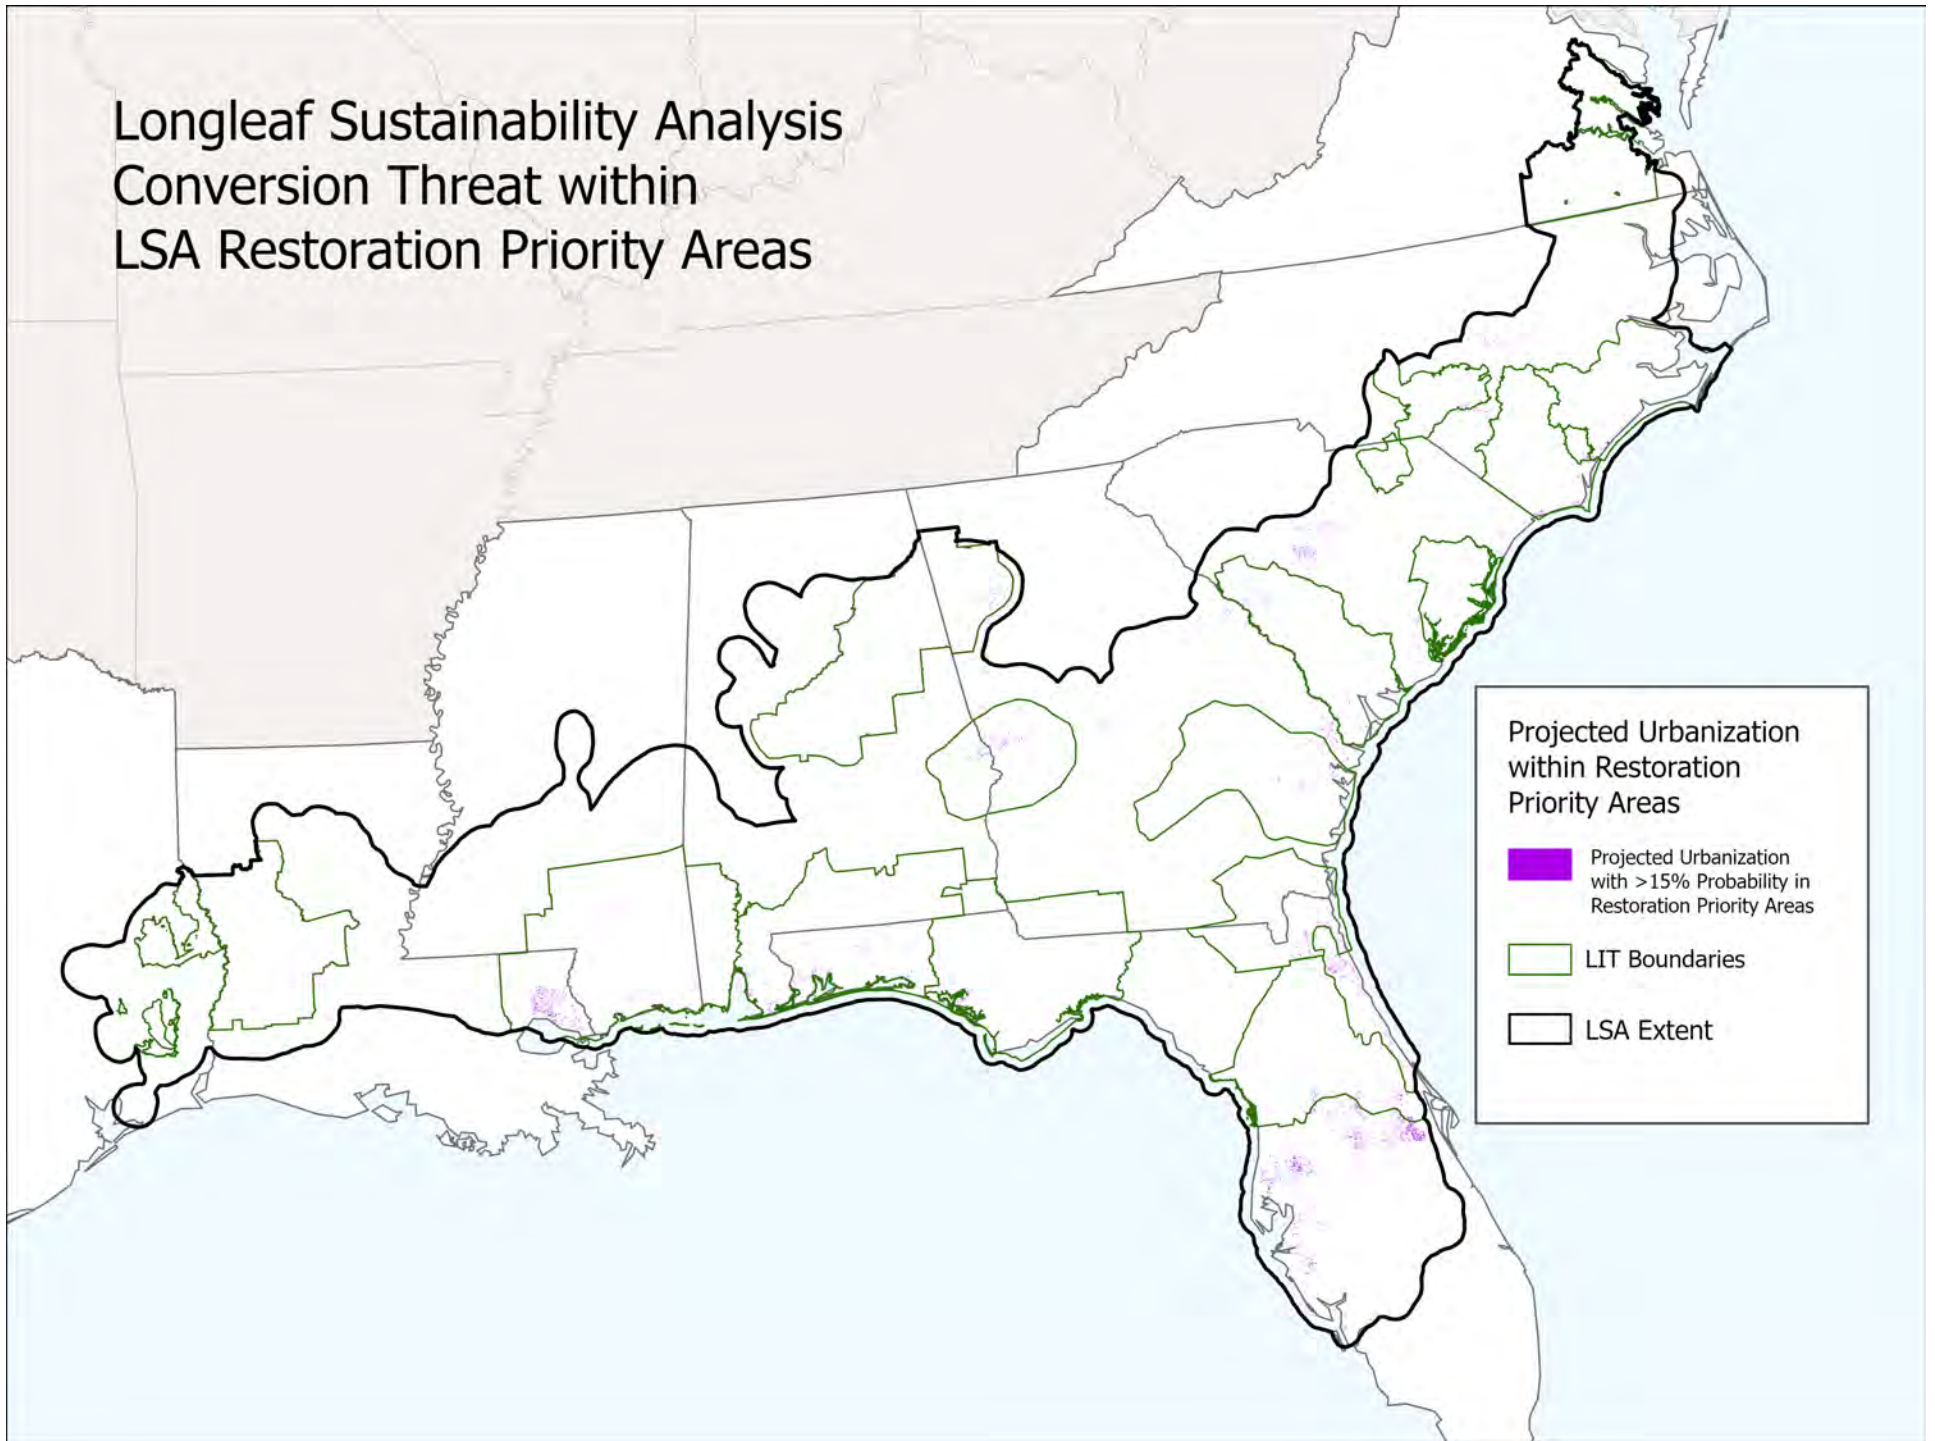 Longleaf Sustainability Analysis
Conversion Threat within
LSA Restoration Priority Areas
Projected Urbanization
within Restoration
Priority Areas
Projected Urbanization
with >15% Probability in
Restoration Priority Areas
LIT Boundaries
LSA Extent